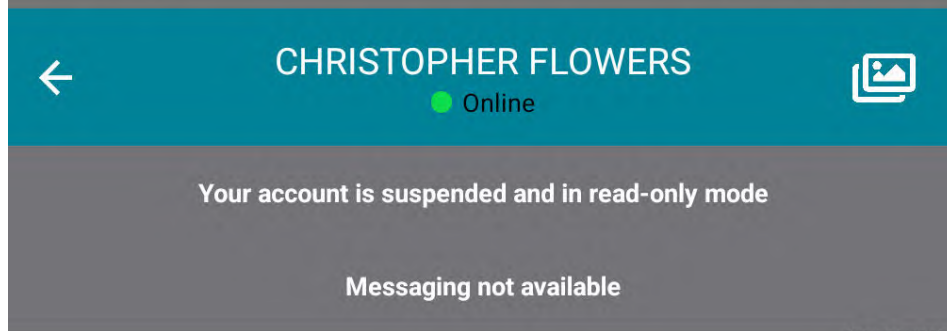 CHRISTOPHER FLOWERS
Online
Your account is suspended and in read-only mode
Messaging not available